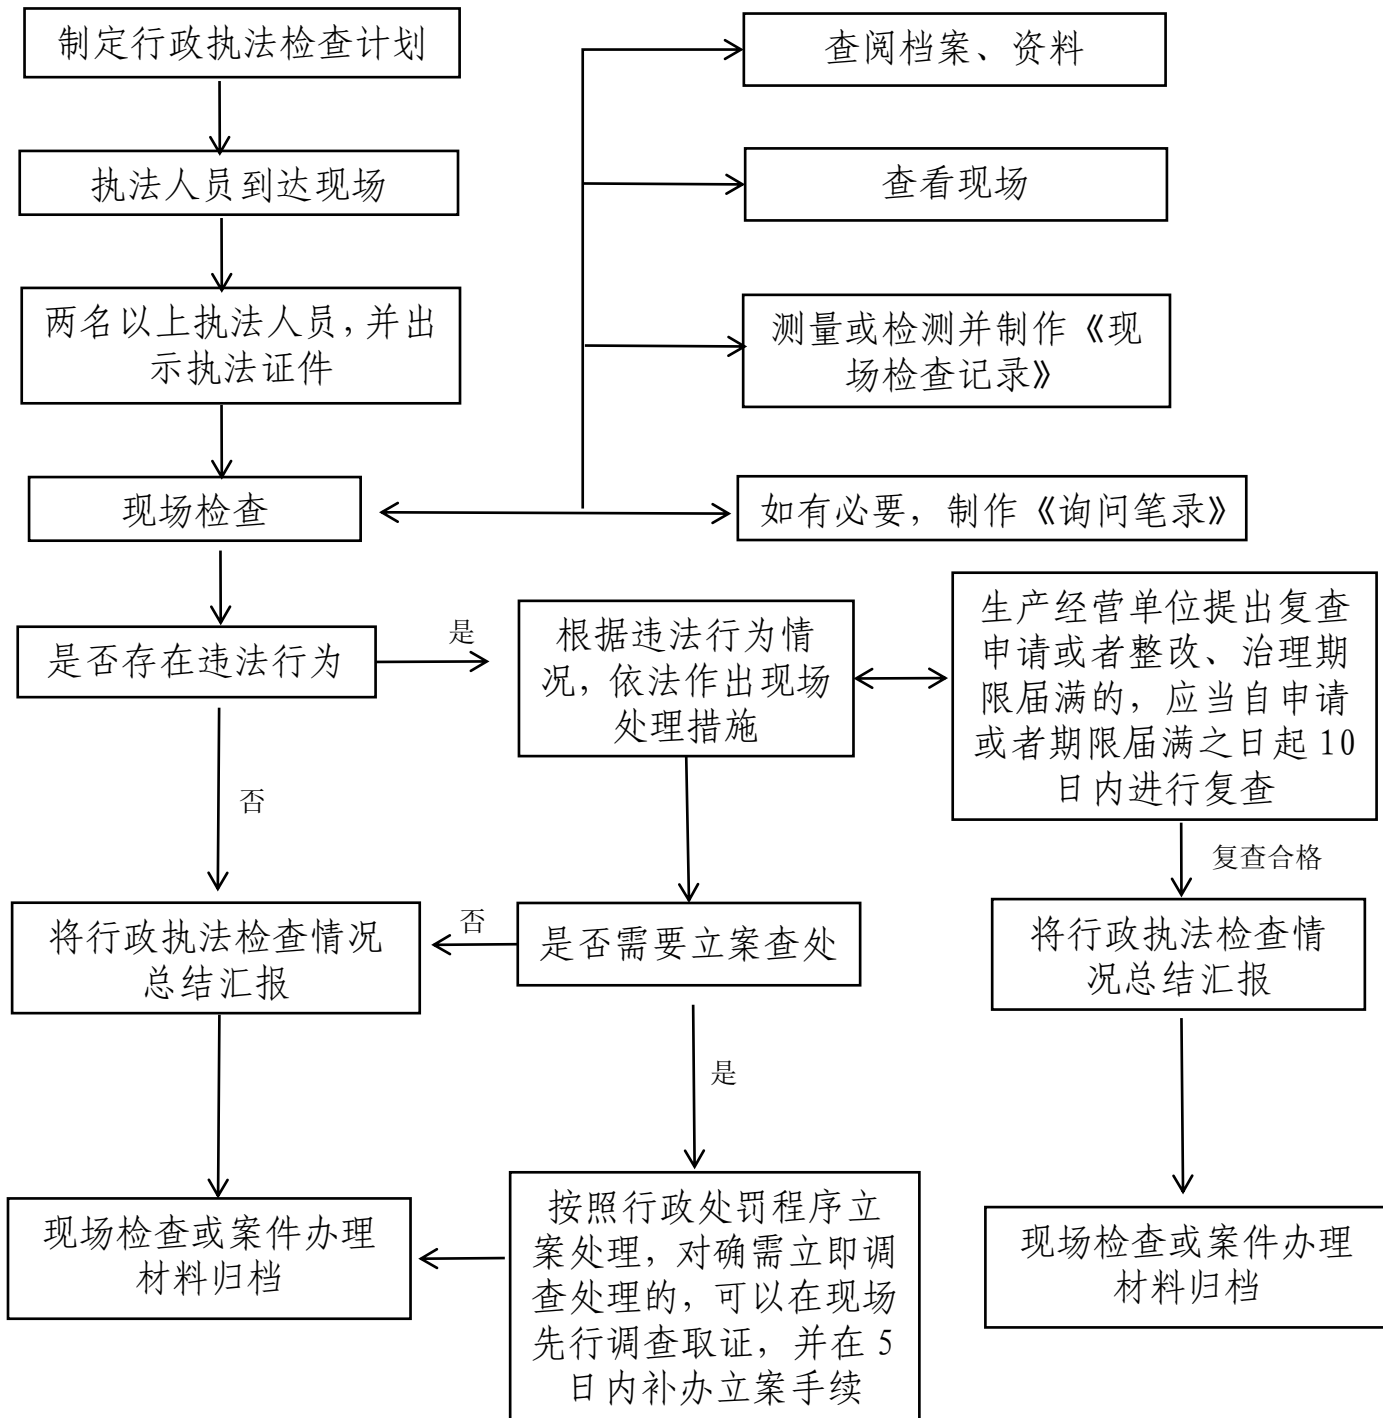 制定行政执法检查计划
查阅档案、资料
执法人员到达现场
查看现场
两名以上执法人员,并出
示执法证件
测量或检测并制作《现
场检查记录》
现场检查
如有必要，制作《询问笔录》
是否存在违法行为
是
根据违法行为情
况,依法作出现场
处理措施
生产经营单位提出复查
申请或者整改、治理期
限届满的，应当自申请
或者期限届满之日起 10
日内进行复查
否
复查合格
将行政执法检查情况
总结汇报
否
是否需要立案查处
将行政执法检查情
况总结汇报
是
现场检查或案件办理
材料归档
按照行政处罚程序立
案处理，对确需立即调
查处理的，可以在现场
先行调查取证，并在 5
日内补办立案手续
现场检查或案件办理
材料归档